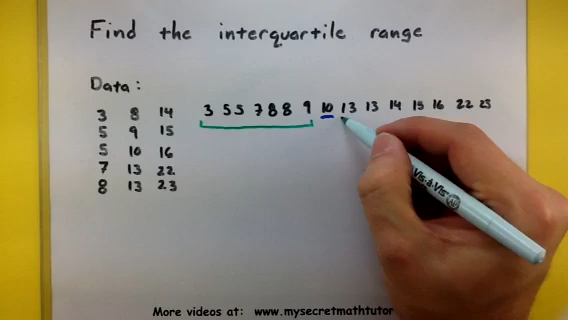 Find the interquartile range
Data:
3 5 5 7 8 8 9 10 13 13 14 15 16 22 23
3 8 14
5 9 15
5 10 16
7 13 22
8 13 23
Vis-à-Vis
More videos at: www.mysecretmathtutor